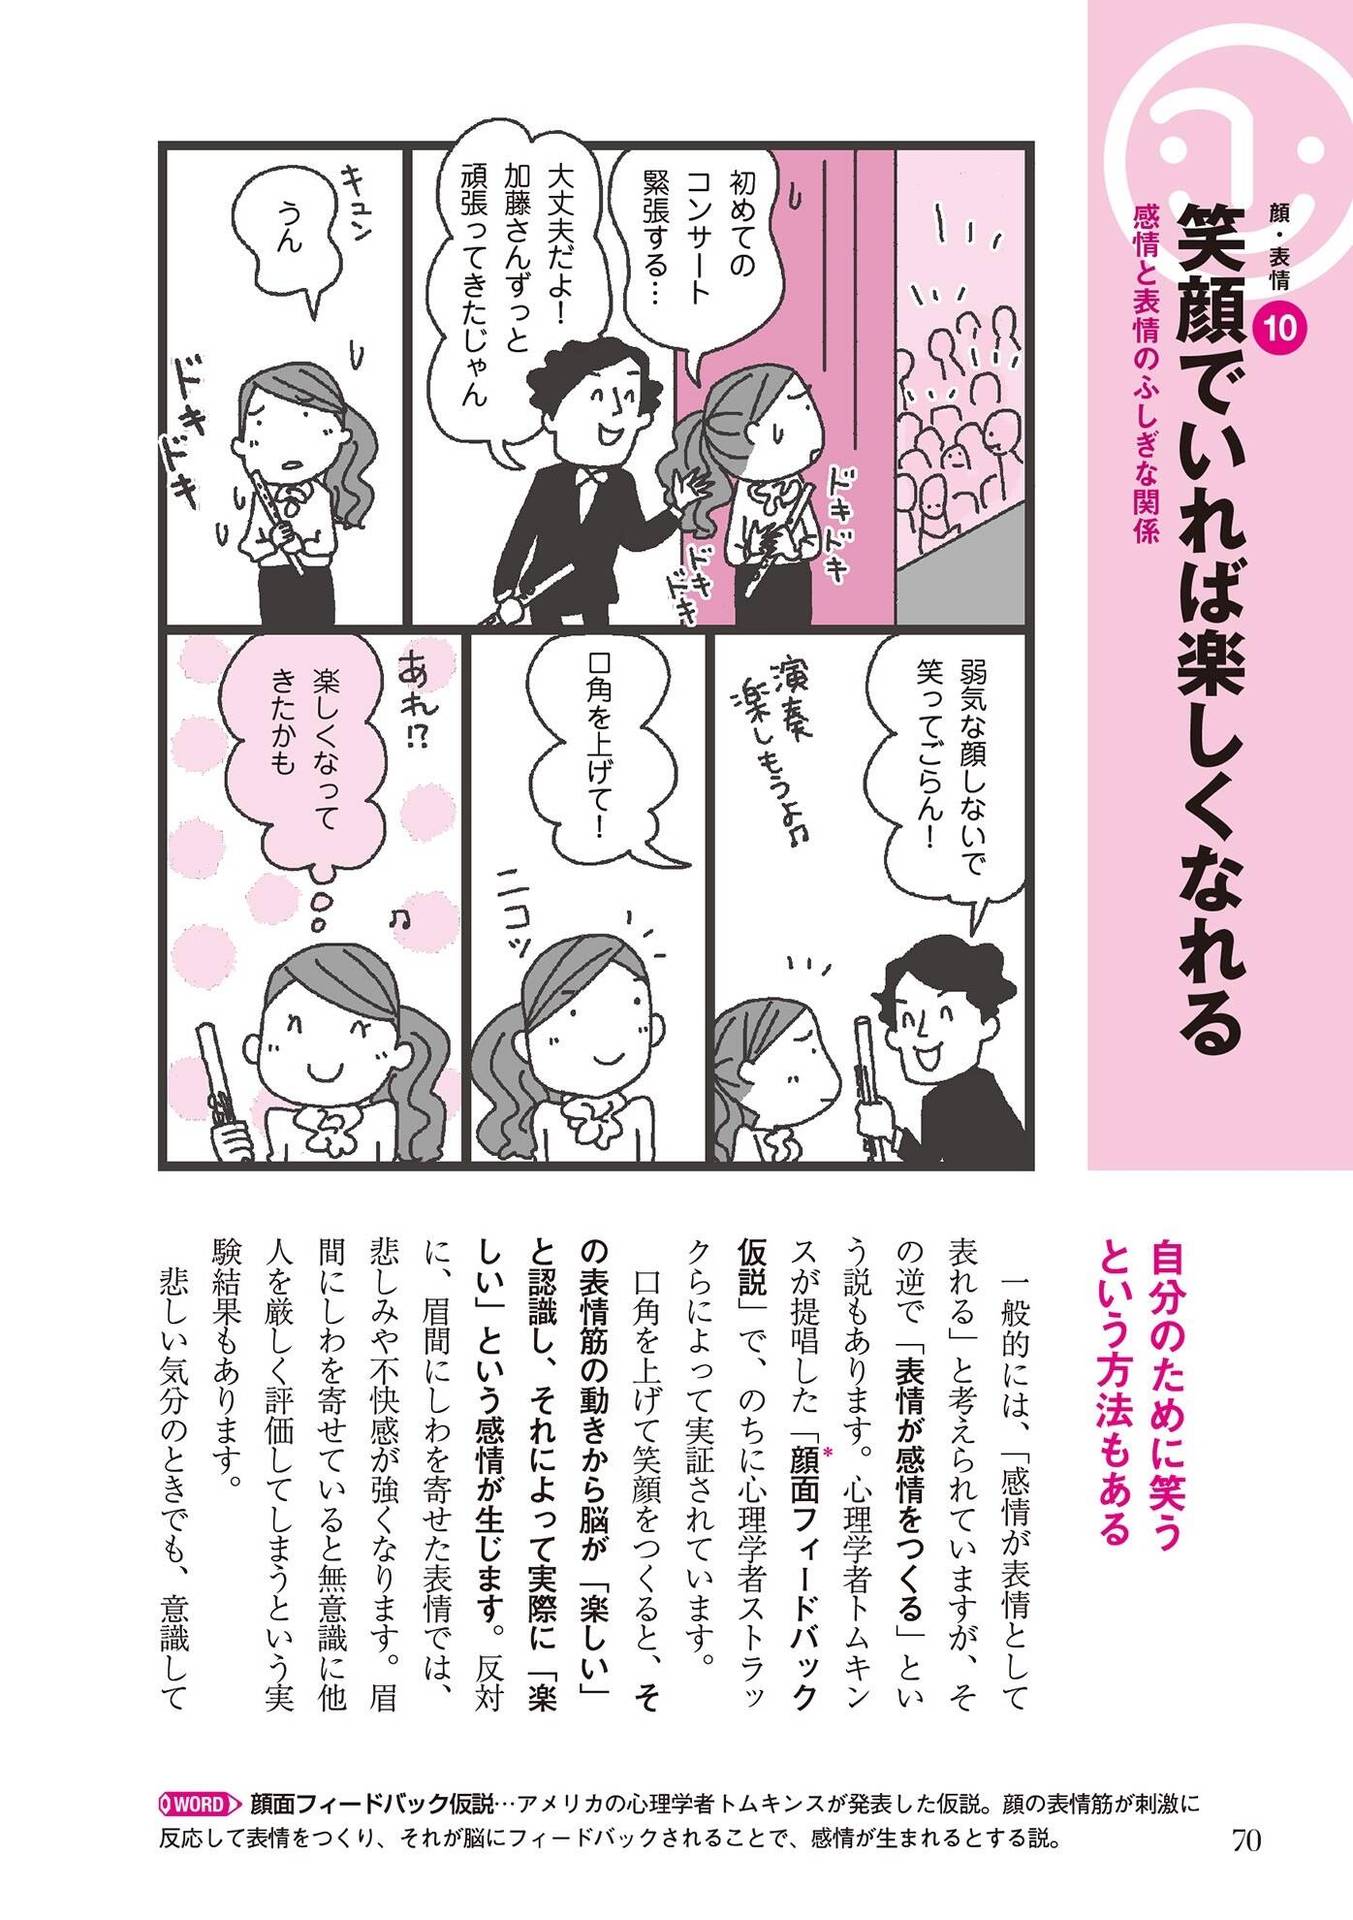 顔・表情
10
笑顔でいれば楽しくなれる
感情と表情のふしぎな関係
初めての
コンサート
緊張する…
大丈夫だよ！
加藤さんずっと
頑張ってきたじゃん
ドキ
ドキ
ドキ
ドキ
ドキ
キュン
うん
ドキ
ドキ
ドキ
弱気な顔しないで
笑ってごらん！
演奏
楽しもうよ♫
口角を上げて！
ニコッ
あれ!?
楽しくなって
きたかも
♫
自分のために笑う
という方法もある
一般的には、「感情が表情として
表れる」と考えられていますが、そ
の逆で「表情が感情をつくる」とい
う説もあります。心理学者トムキン
スが提唱した「顔面フィードバック
*
仮説」で、のちに心理学者ストラッ
クらによって実証されています。
口角を上げて笑顔をつくると、そ
の表情筋の動きから脳が「楽しい」
と認識し、それによって実際に「楽
しい」という感情が生じます。反対
に、眉間にしわを寄せた表情では、
悲しみや不快感が強くなります。眉
間にしわを寄せていると無意識に他
人を厳しく評価してしまうという実
験結果もあります。
悲しい気分のときでも、意識して
WORD 顔面フィードバック仮説…アメリカの心理学者トムキンスが発表した仮説。顔の表情筋が刺激に
反応して表情をつくり、それが脳にフィードバックされることで、感情が生まれるとする説。
70